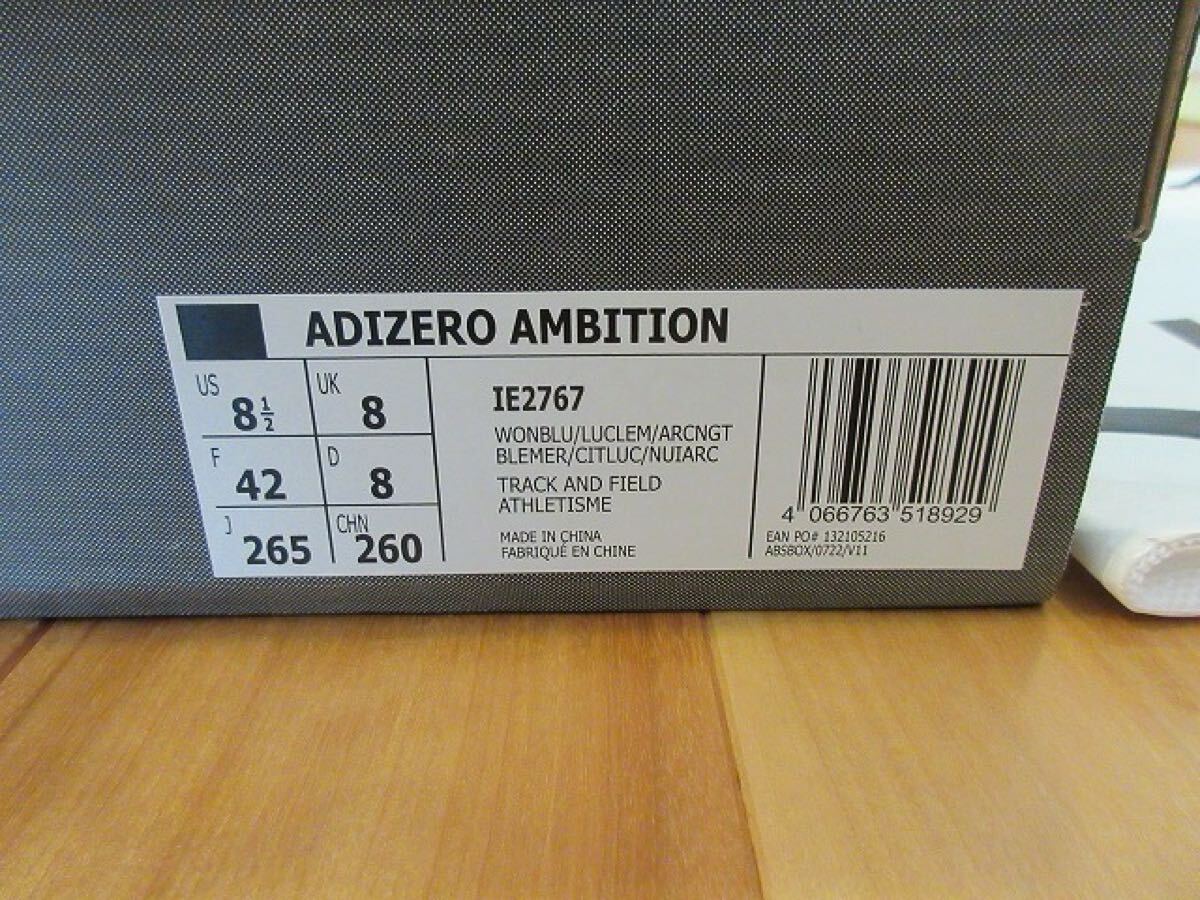 ADIZERO AMBITION
US 8½ UK 8
F 42 D 8
J 265 CHN 260
IE2767
WONBLU/LUCLEM/ARCNGT
BLEMER/CITLUC/NUIARC
TRACK AND FIELD
ATHLETISME
MADE IN CHINA
FABRIQUÉ EN CHINE
4 066763 518929
EAN PO# 132105216
ABSBOX/0722/V11